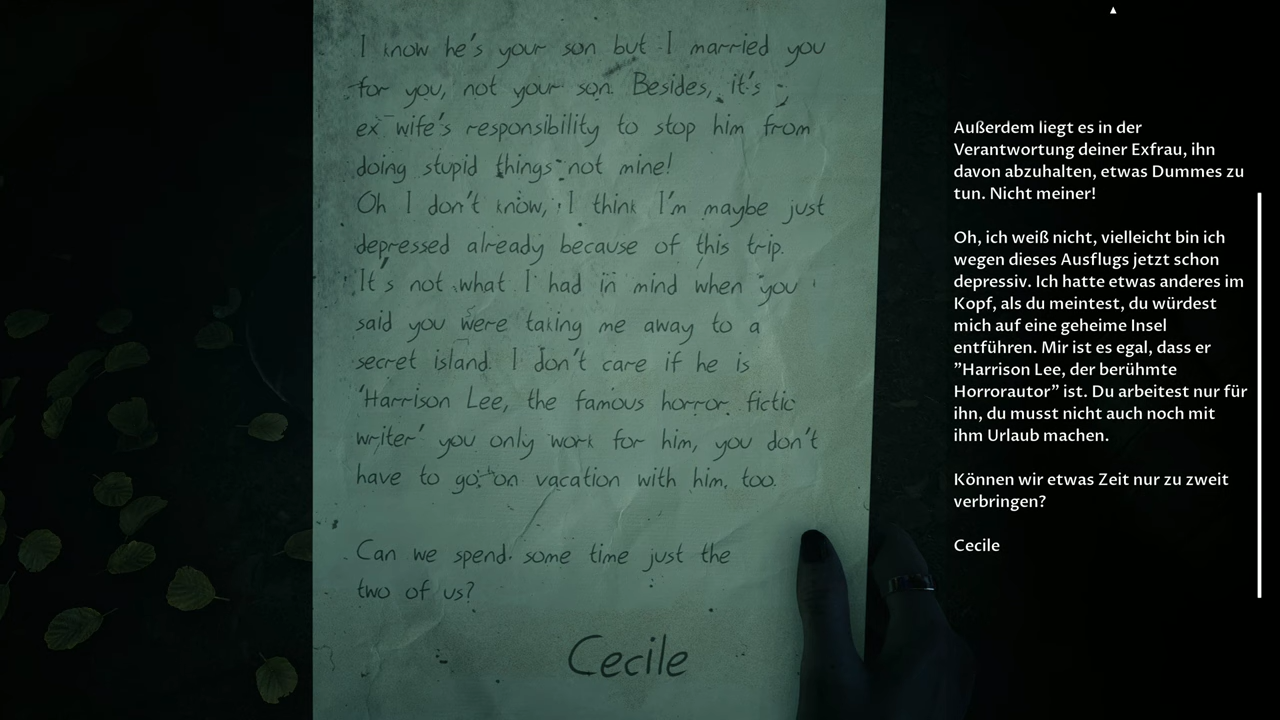 I know he's your son but I married you
for you, not your son. Besides, it's
ex wife's responsibility to stop him from
doing stupid things not mine!
Oh I don't know, I think I'm maybe just
depressed already because of this trip.
It's not what I had in mind when you
said you were taking me away to a
secret island. I don't care if he is
'Harrison Lee, the famous horror fictic
writer' you only work for him, you don't
have to go on vacation with him, too.
Can we spend some time just the
two of us?
Cecile
Außerdem liegt es in der
Verantwortung deiner Exfrau, ihn
davon abzuhalten, etwas Dummes zu
tun. Nicht meiner!
Oh, ich weiß nicht, vielleicht bin ich
wegen dieses Ausflugs jetzt schon
depressiv. Ich hatte etwas anderes im
Kopf, als du meintest, du würdest
mich auf eine geheime Insel
entführen. Mir ist es egal, dass er
"Harrison Lee, der berühmte
Horrorautor" ist. Du arbeitest nur für
ihn, du musst nicht auch noch mit
ihm Urlaub machen.
Können wir etwas Zeit nur zu zweit
verbringen?
Cecile